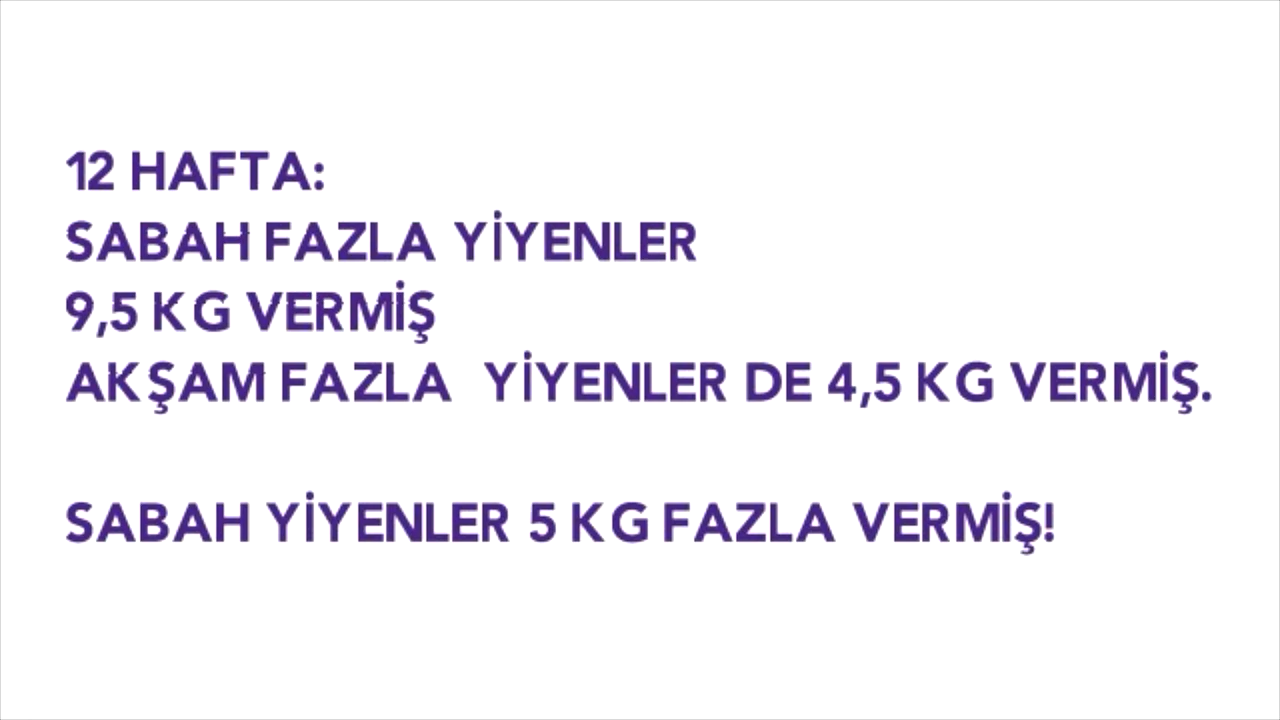 12 HAFTA:
SABAH FAZLA YİYENLER
9,5 KG VERMİŞ
AKŞAM FAZLA YİYENLER DE 4,5 KG VERMİŞ.
SABAH YİYENLER 5 KG FAZLA VERMİŞ!